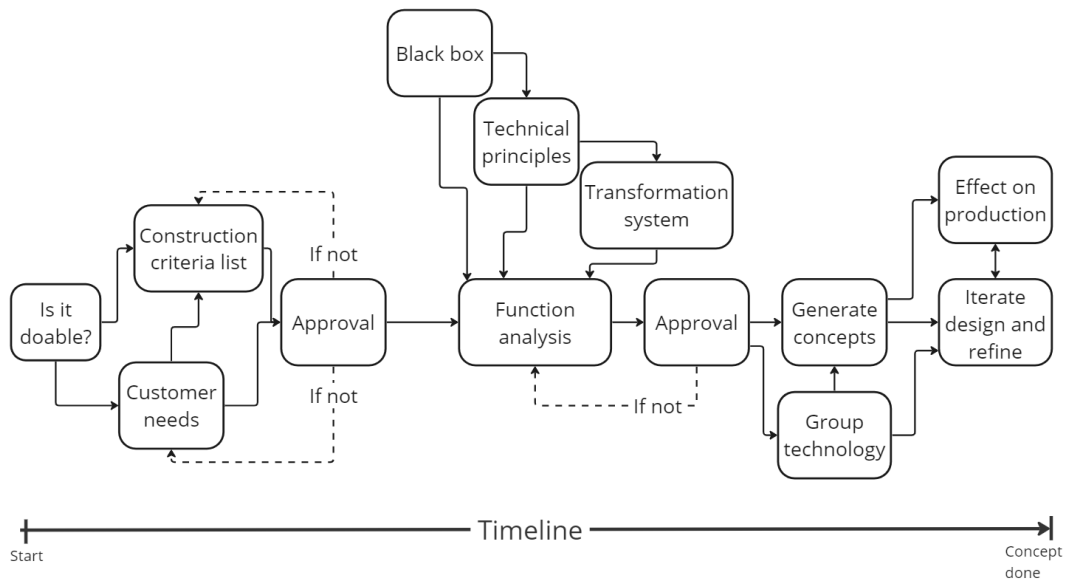 Black box
Technical
principles
Transformation
system
Effect on
production
Construction
criteria list
If not
Is it
doable?
Approval
Function
analysis
Approval
Generate
concepts
Iterate
design and
refine
Customer
needs
If not
If not
Group
technology
Timeline
Start
Concept
done